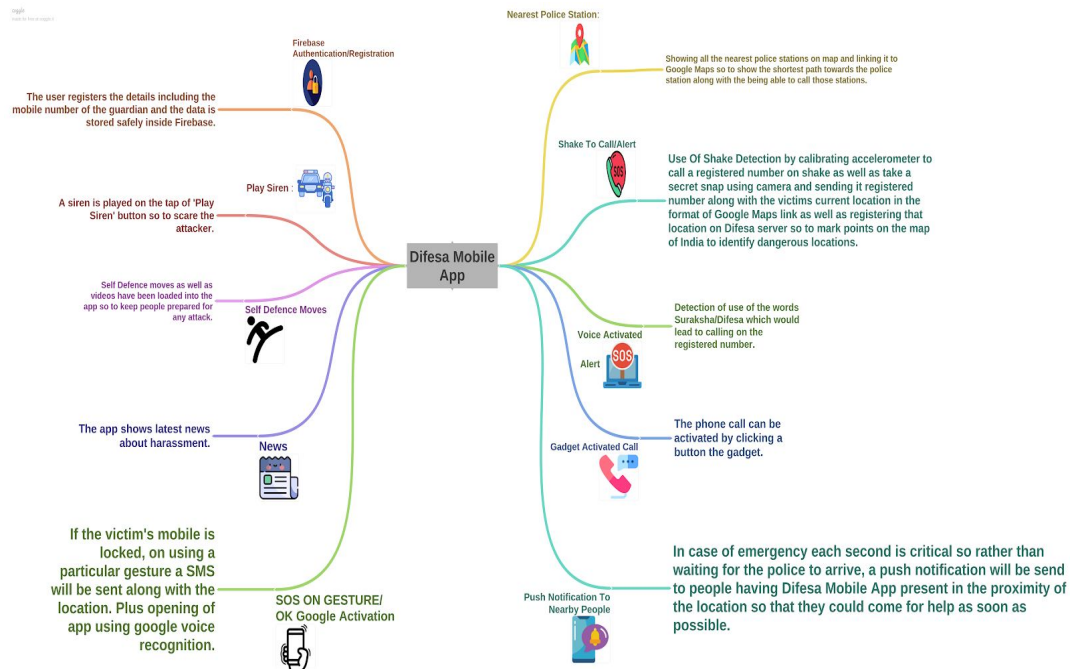 coggle
made for free at coggle.it
Firebase
Authentication/Registration
The user registers the details including the
mobile number of the guardian and the data is
stored safely inside Firebase.
Play Siren :
A siren is played on the tap of 'Play
Siren' button so to scare the
attacker.
Self Defence moves as well as
videos have been loaded into the
app so to keep people prepared for
any attack.
Self Defence Moves
The app shows latest news
about harassment.
News
If the victim's mobile is
locked, on using a
particular gesture a SMS
will be sent along with the
location. Plus opening of
app using google voice
recognition.
SOS ON GESTURE/
OK Google Activation
Difesa Mobile
App
Nearest Police Station:
Showing all the nearest police stations on map and linking it to
Google Maps so to show the shortest path towards the police
station along with the being able to call those stations.
Shake To Call/Alert
SOS
Use Of Shake Detection by calibrating accelerometer to
call a registered number on shake as well as take a
secret snap using camera and sending it registered
number along with the victims current location in the
format of Google Maps link as well as registering that
location on Difesa server so to mark points on the map
of India to identify dangerous locations.
Detection of use of the words
Suraksha/Difesa which would
lead to calling on the
registered number.
Voice Activated
Alert
SOS
The phone call can be
activated by clicking a
button the gadget.
Gadget Activated Call
In case of emergency each second is critical so rather than
waiting for the police to arrive, a push notification will be send
to people having Difesa Mobile App present in the proximity of
the location so that they could come for help as soon as
possible.
Push Notification To
Nearby People